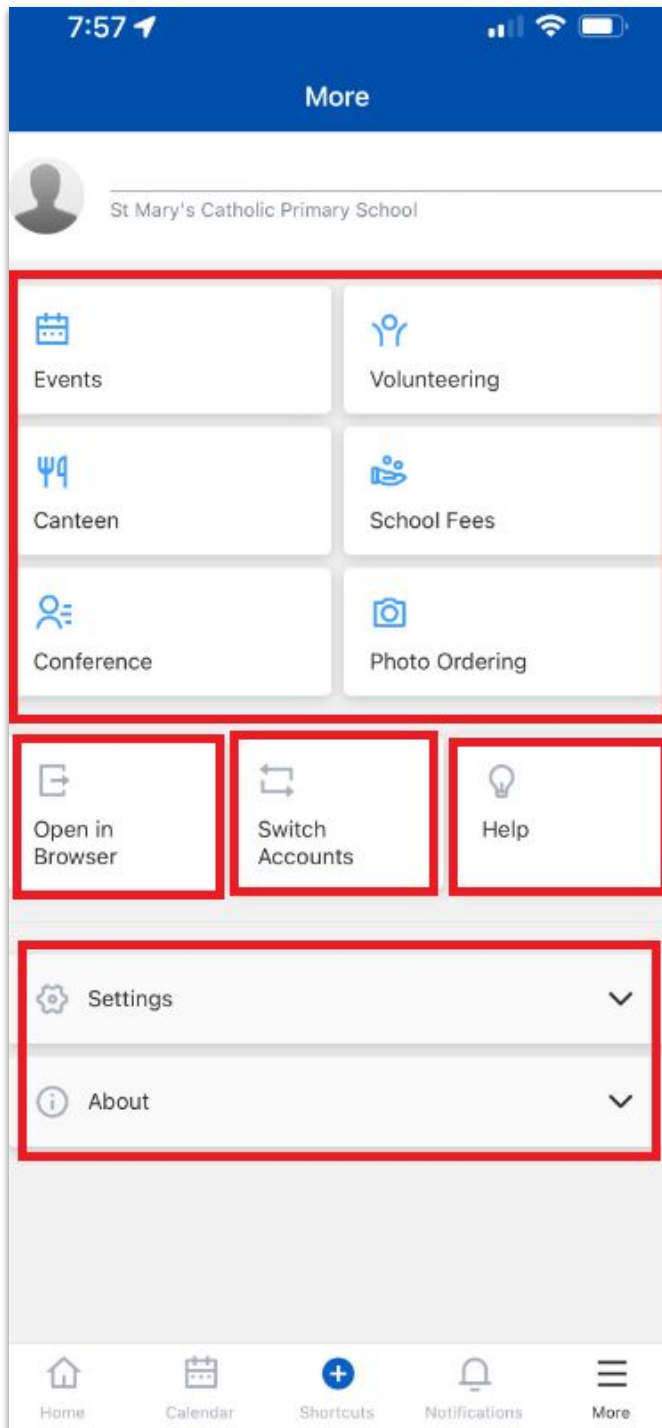 7:57
More
St Mary's Catholic Primary School
Events
Volunteering
Canteen
School Fees
Conference
Photo Ordering
Open in
Browser
Switch
Accounts
Help
Settings
About
Home
Calendar
Shortcuts
Notifications
More